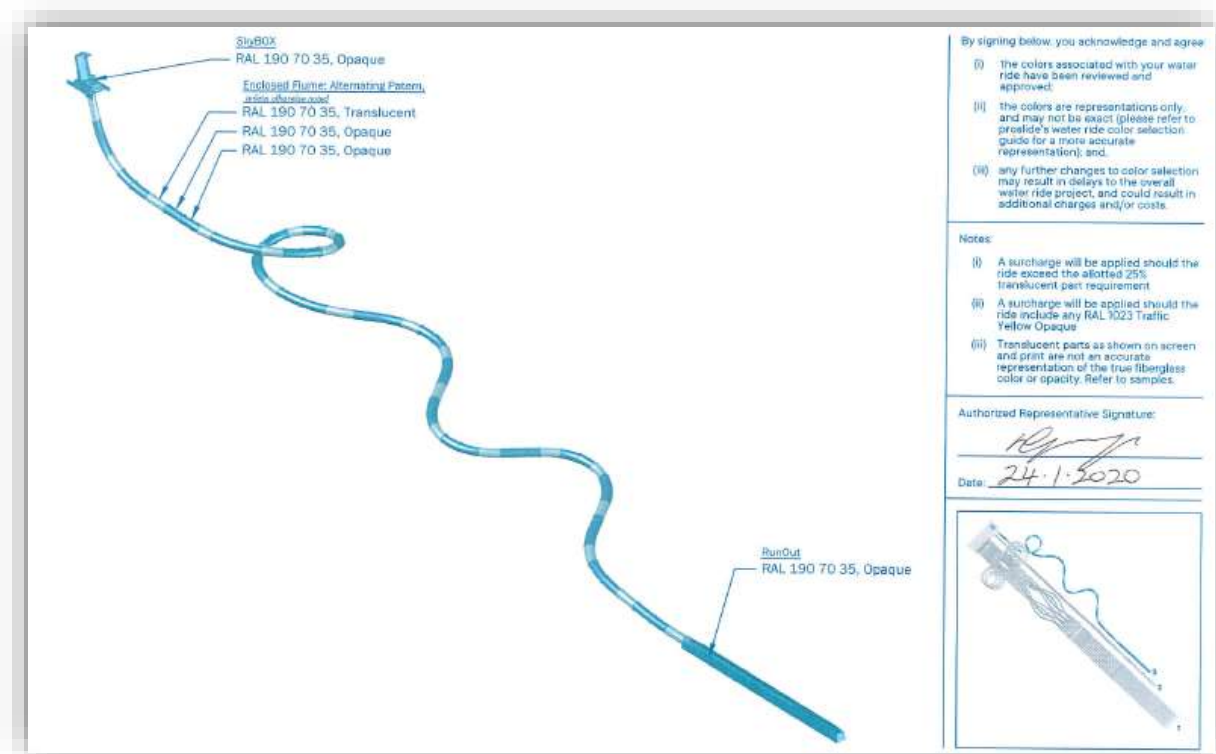 SkyBOX
RAL 190 70 35, Opaque
Enclosed Flume: Alternating Pattern,
unless otherwise noted
RAL 190 70 35, Translucent
RAL 190 70 35, Opaque
RAL 190 70 35, Opaque
RunOut
RAL 190 70 35, Opaque
By signing below, you acknowledge and agree
(i) the colors associated with your water
ride have been reviewed and
approved;
(ii) the colors are representations only,
and may not be exact (please refer to
proslide's water ride color selection
guide for a more accurate
representation); and,
(iii) any further changes to color selection
may result in delays to the overall
water ride project, and could result in
additional charges and/or costs.
Notes:
(i) A surcharge will be applied should the
ride exceed the allotted 25%
translucent part requirement
(ii) A surcharge will be applied should the
ride include any RAL 1023 Traffic
Yellow Opaque
(iii) Translucent parts as shown on screen
and print are not an accurate
representation of the true fiberglass
color or opacity. Refer to samples.
Authorized Representative Signature:
Date: 24.1.2020
1